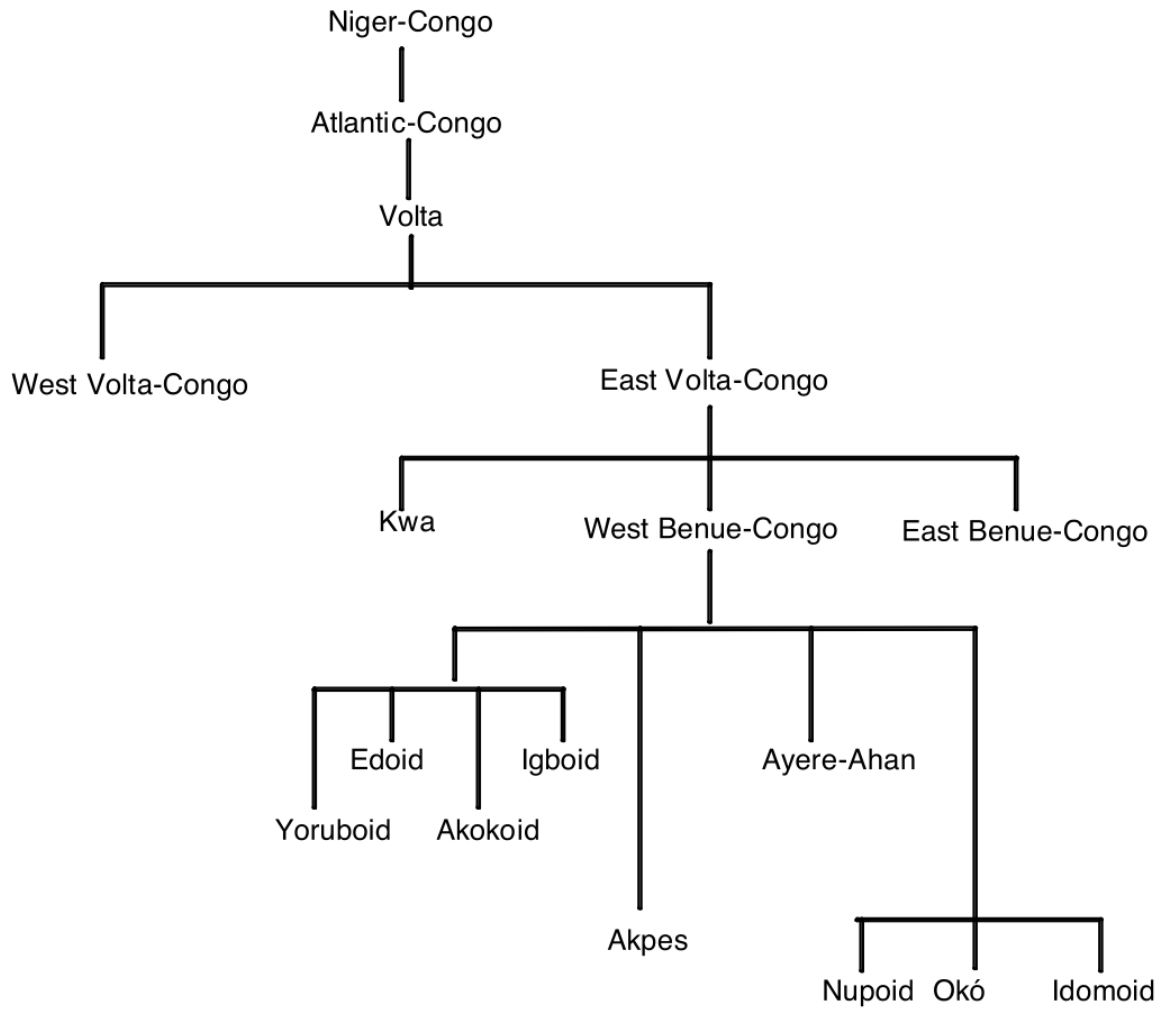 Niger-Congo
Atlantic-Congo
Volta
West Volta-Congo
East Volta-Congo
Kwa
West Benue-Congo
East Benue-Congo
Edoid
Igboid
Ayere-Ahan
Yoruboid
Akokoid
Akpes
Nupoid
Okó
Idomoid